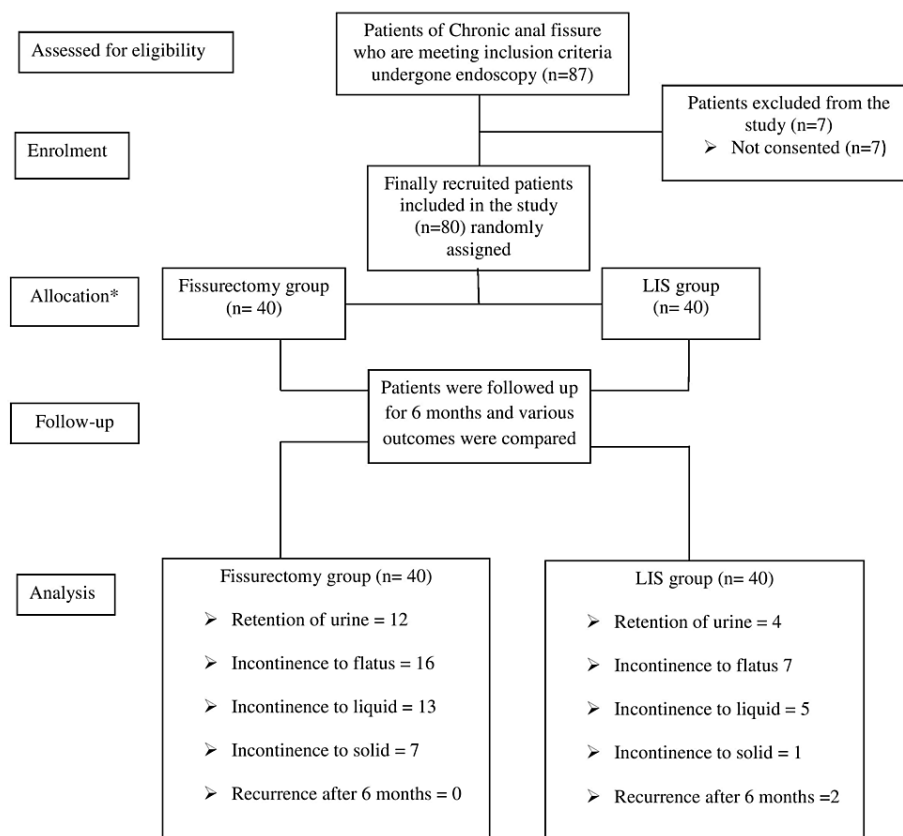 Assessed for eligibility
Patients of Chronic anal fissure
who are meeting inclusion criteria
undergone endoscopy (n=87)
Patients excluded from the
study (n=7)
➢ Not consented (n=7)
Enrolment
Finally recruited patients
included in the study
(n=80) randomly
assigned
Allocation*
Fissurectomy group
(n= 40)
LIS group
(n= 40)
Follow-up
Patients were followed up
for 6 months and various
outcomes were compared
Analysis
Fissurectomy group (n= 40)
➢ Retention of urine = 12
➢ Incontinence to flatus = 16
➢ Incontinence to liquid = 13
➢ Incontinence to solid = 7
➢ Recurrence after 6 months = 0
LIS group (n= 40)
➢ Retention of urine = 4
➢ Incontinence to flatus 7
➢ Incontinence to liquid = 5
➢ Incontinence to solid = 1
➢ Recurrence after 6 months =2